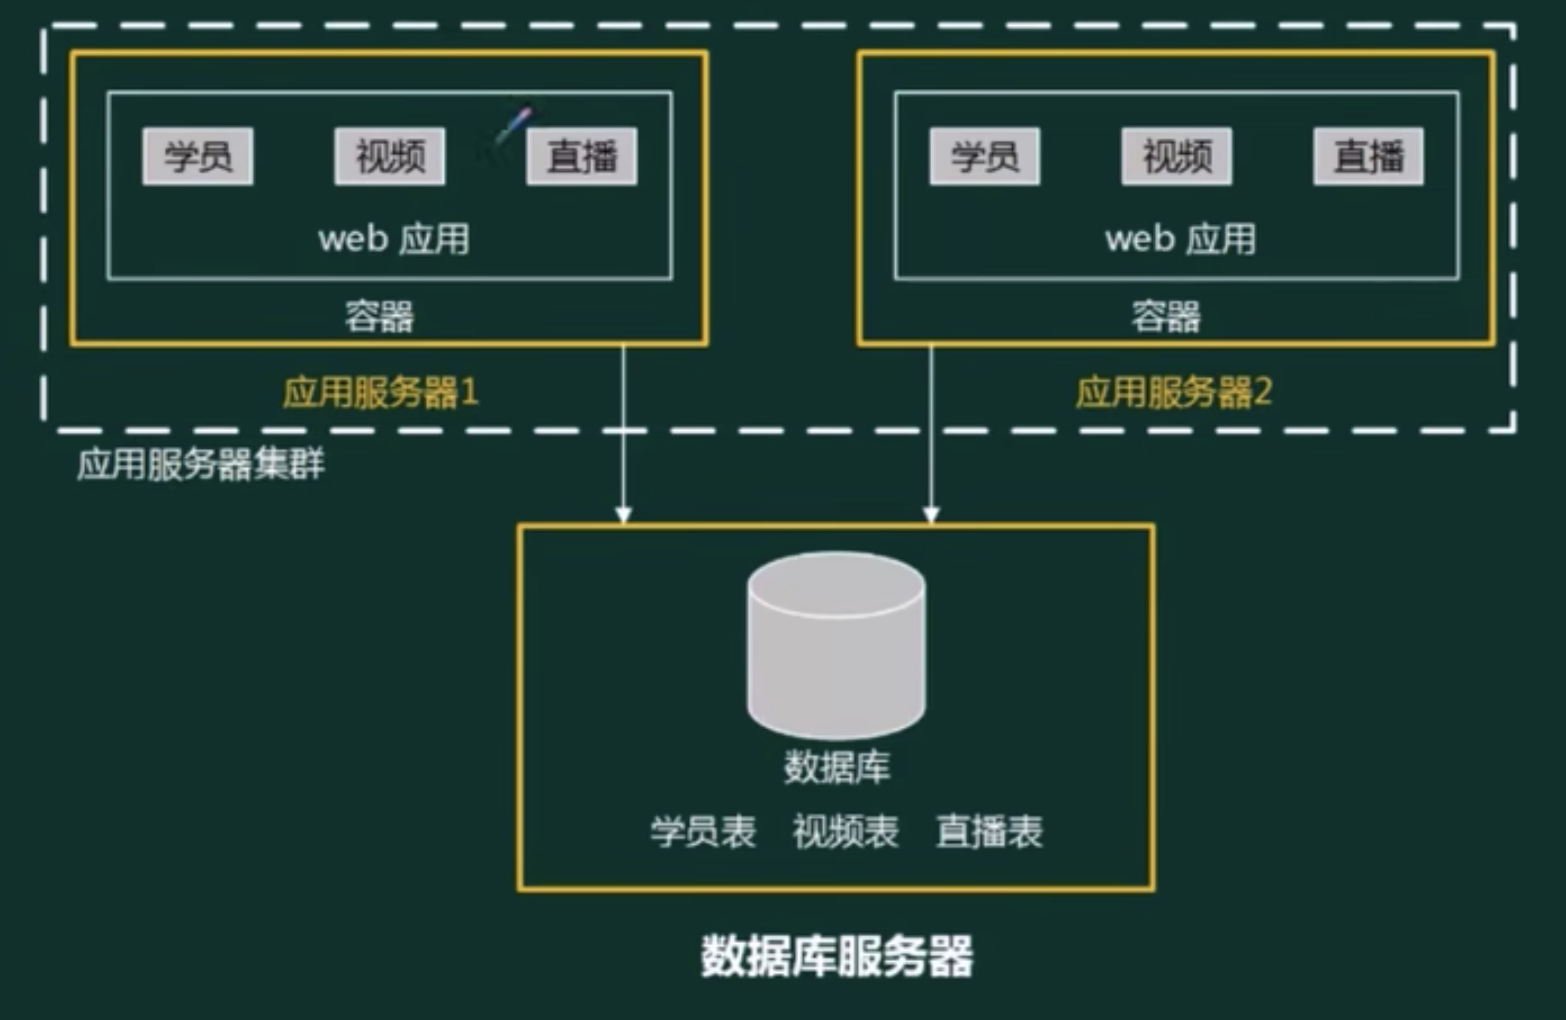 学员 视频 直播
web 应用
容器
应用服务器1
学员 视频 直播
web 应用
容器
应用服务器2
应用服务器集群
数据库
学员表 视频表 直播表
数据库服务器